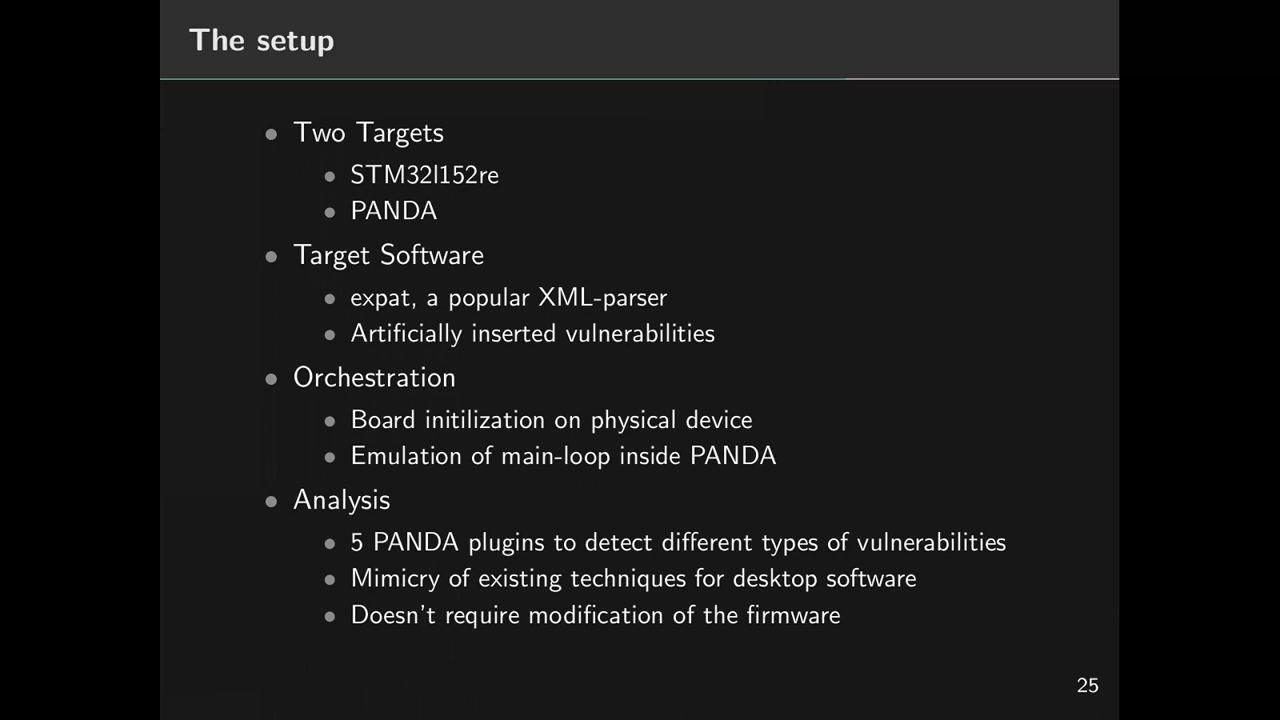 The setup
• Two Targets
• STM32l152re
• PANDA
• Target Software
• expat, a popular XML-parser
• Artificially inserted vulnerabilities
• Orchestration
• Board initilization on physical device
• Emulation of main-loop inside PANDA
• Analysis
• 5 PANDA plugins to detect different types of vulnerabilities
• Mimicry of existing techniques for desktop software
• Doesn't require modification of the firmware
25